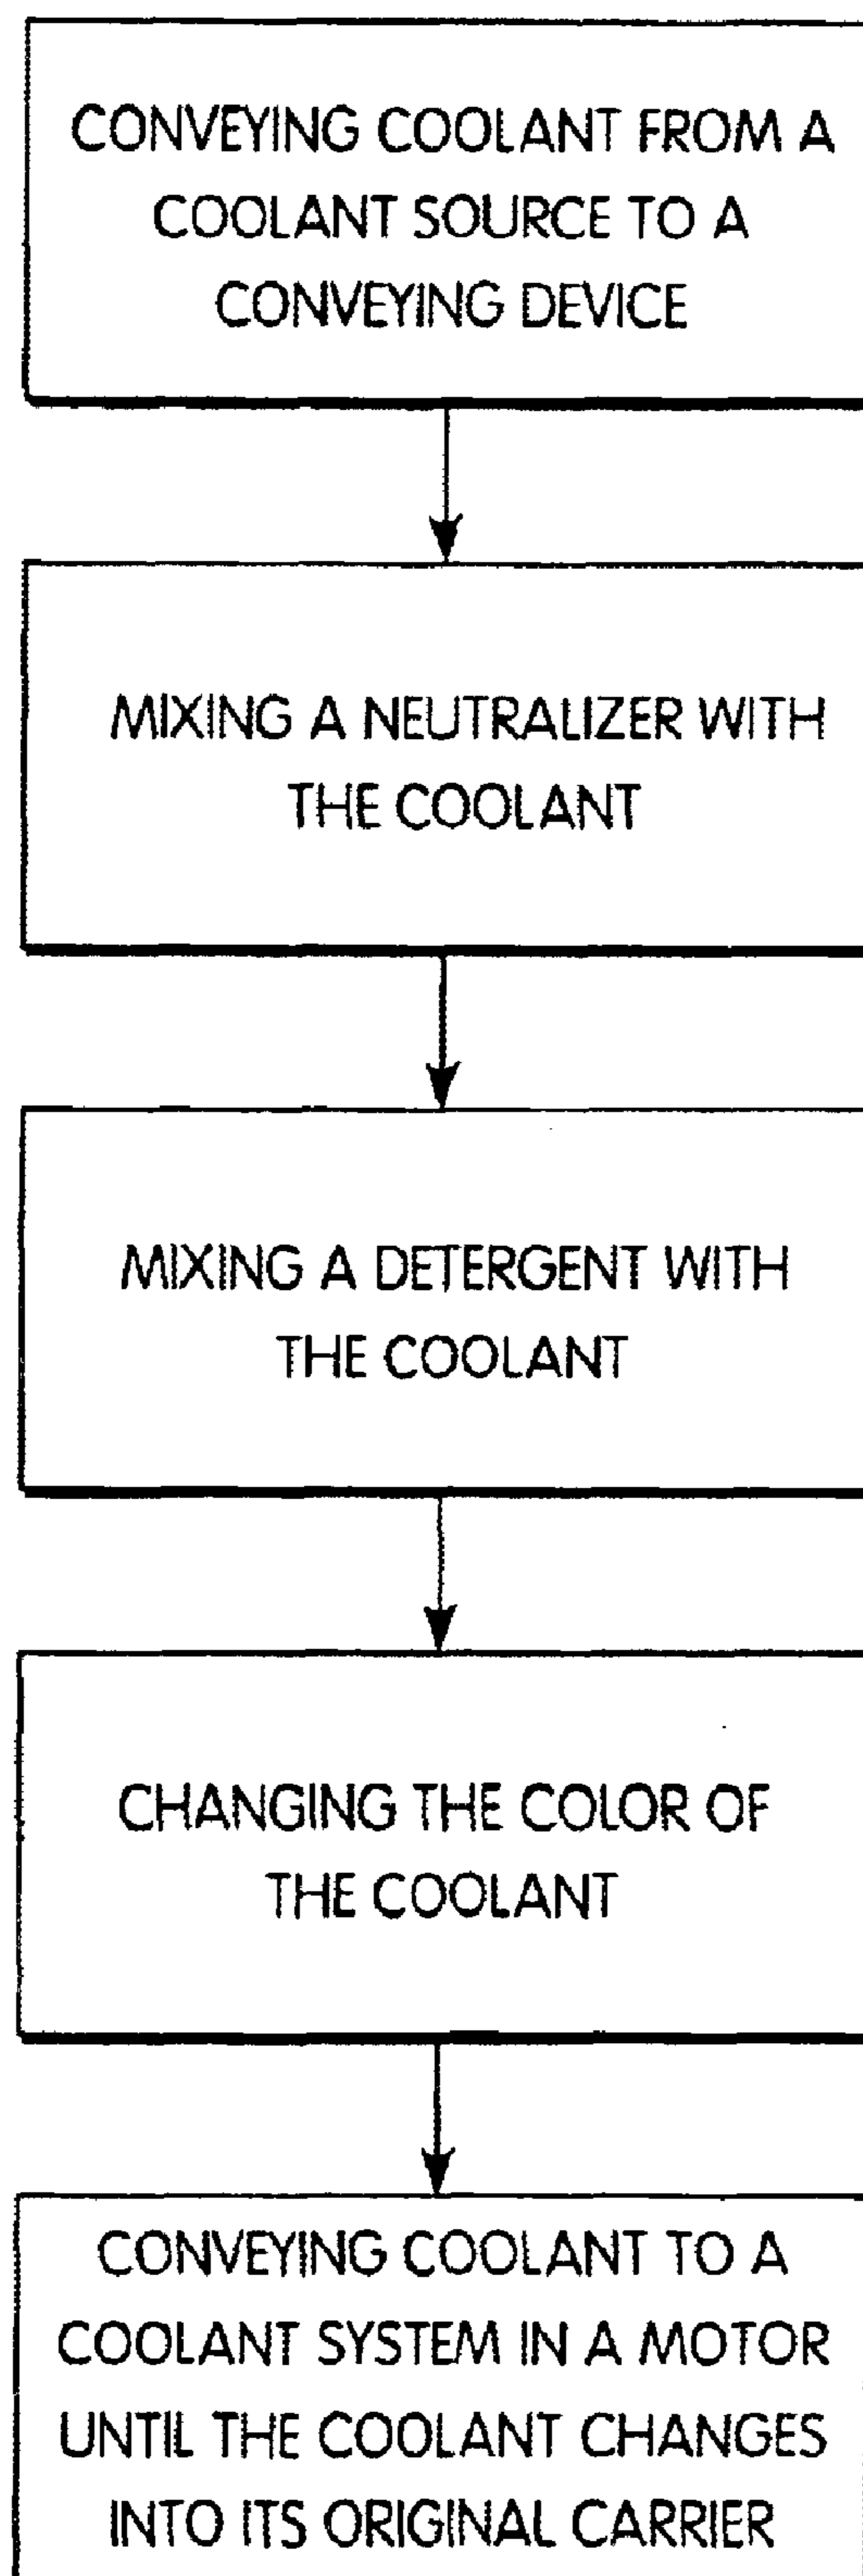 CONVEYING COOLANT FROM A
COOLANT SOURCE TO A
CONVEYING DEVICE
MIXING A NEUTRALIZER WITH
THE COOLANT
MIXING A DETERGENT WITH
THE COOLANT
CHANGING THE COLOR OF
THE COOLANT
CONVEYING COOLANT TO A
COOLANT SYSTEM IN A MOTOR
UNTIL THE COOLANT CHANGES
INTO ITS ORIGINAL CARRIER